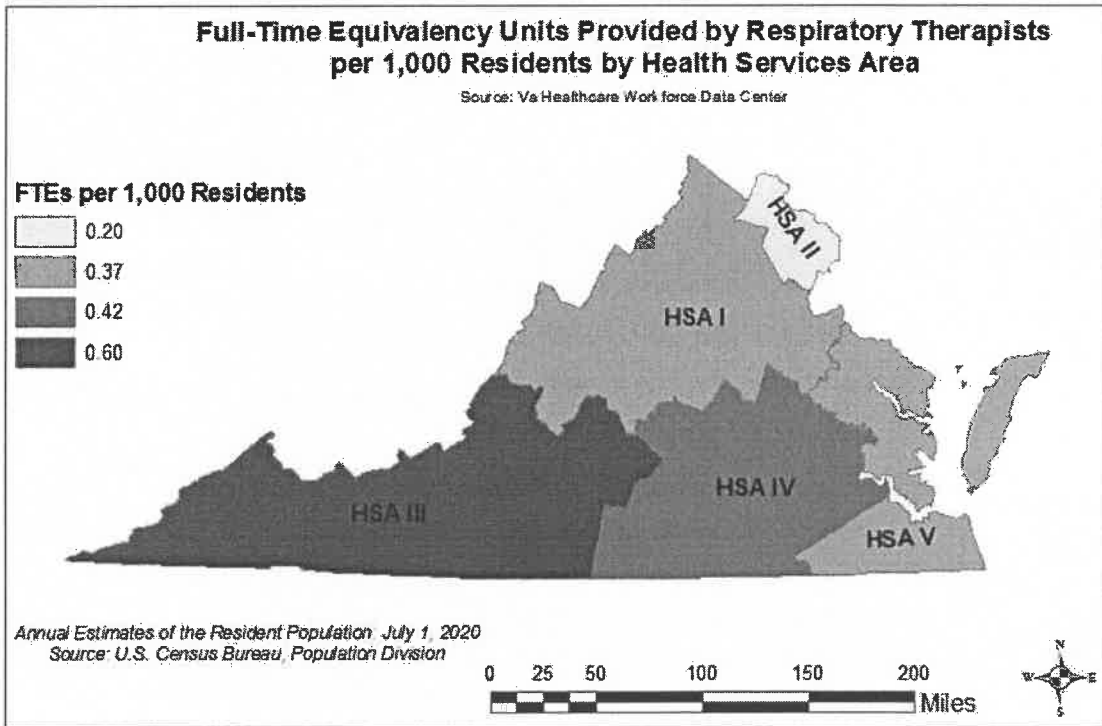 Full-Time Equivalency Units Provided by Respiratory Therapists
per 1,000 Residents by Health Services Area
Source: Va Healthcare Work force Data Center
FTEs per 1,000 Residents
0.20
0.37
0.42
0.60
HSA II
HSA I
HSA III
HSA IV
HSA V
Annual Estimates of the Resident Population July 1, 2020
Source: U.S. Census Bureau, Population Division
0 25 50 100 150 200
Miles
N
W E
S